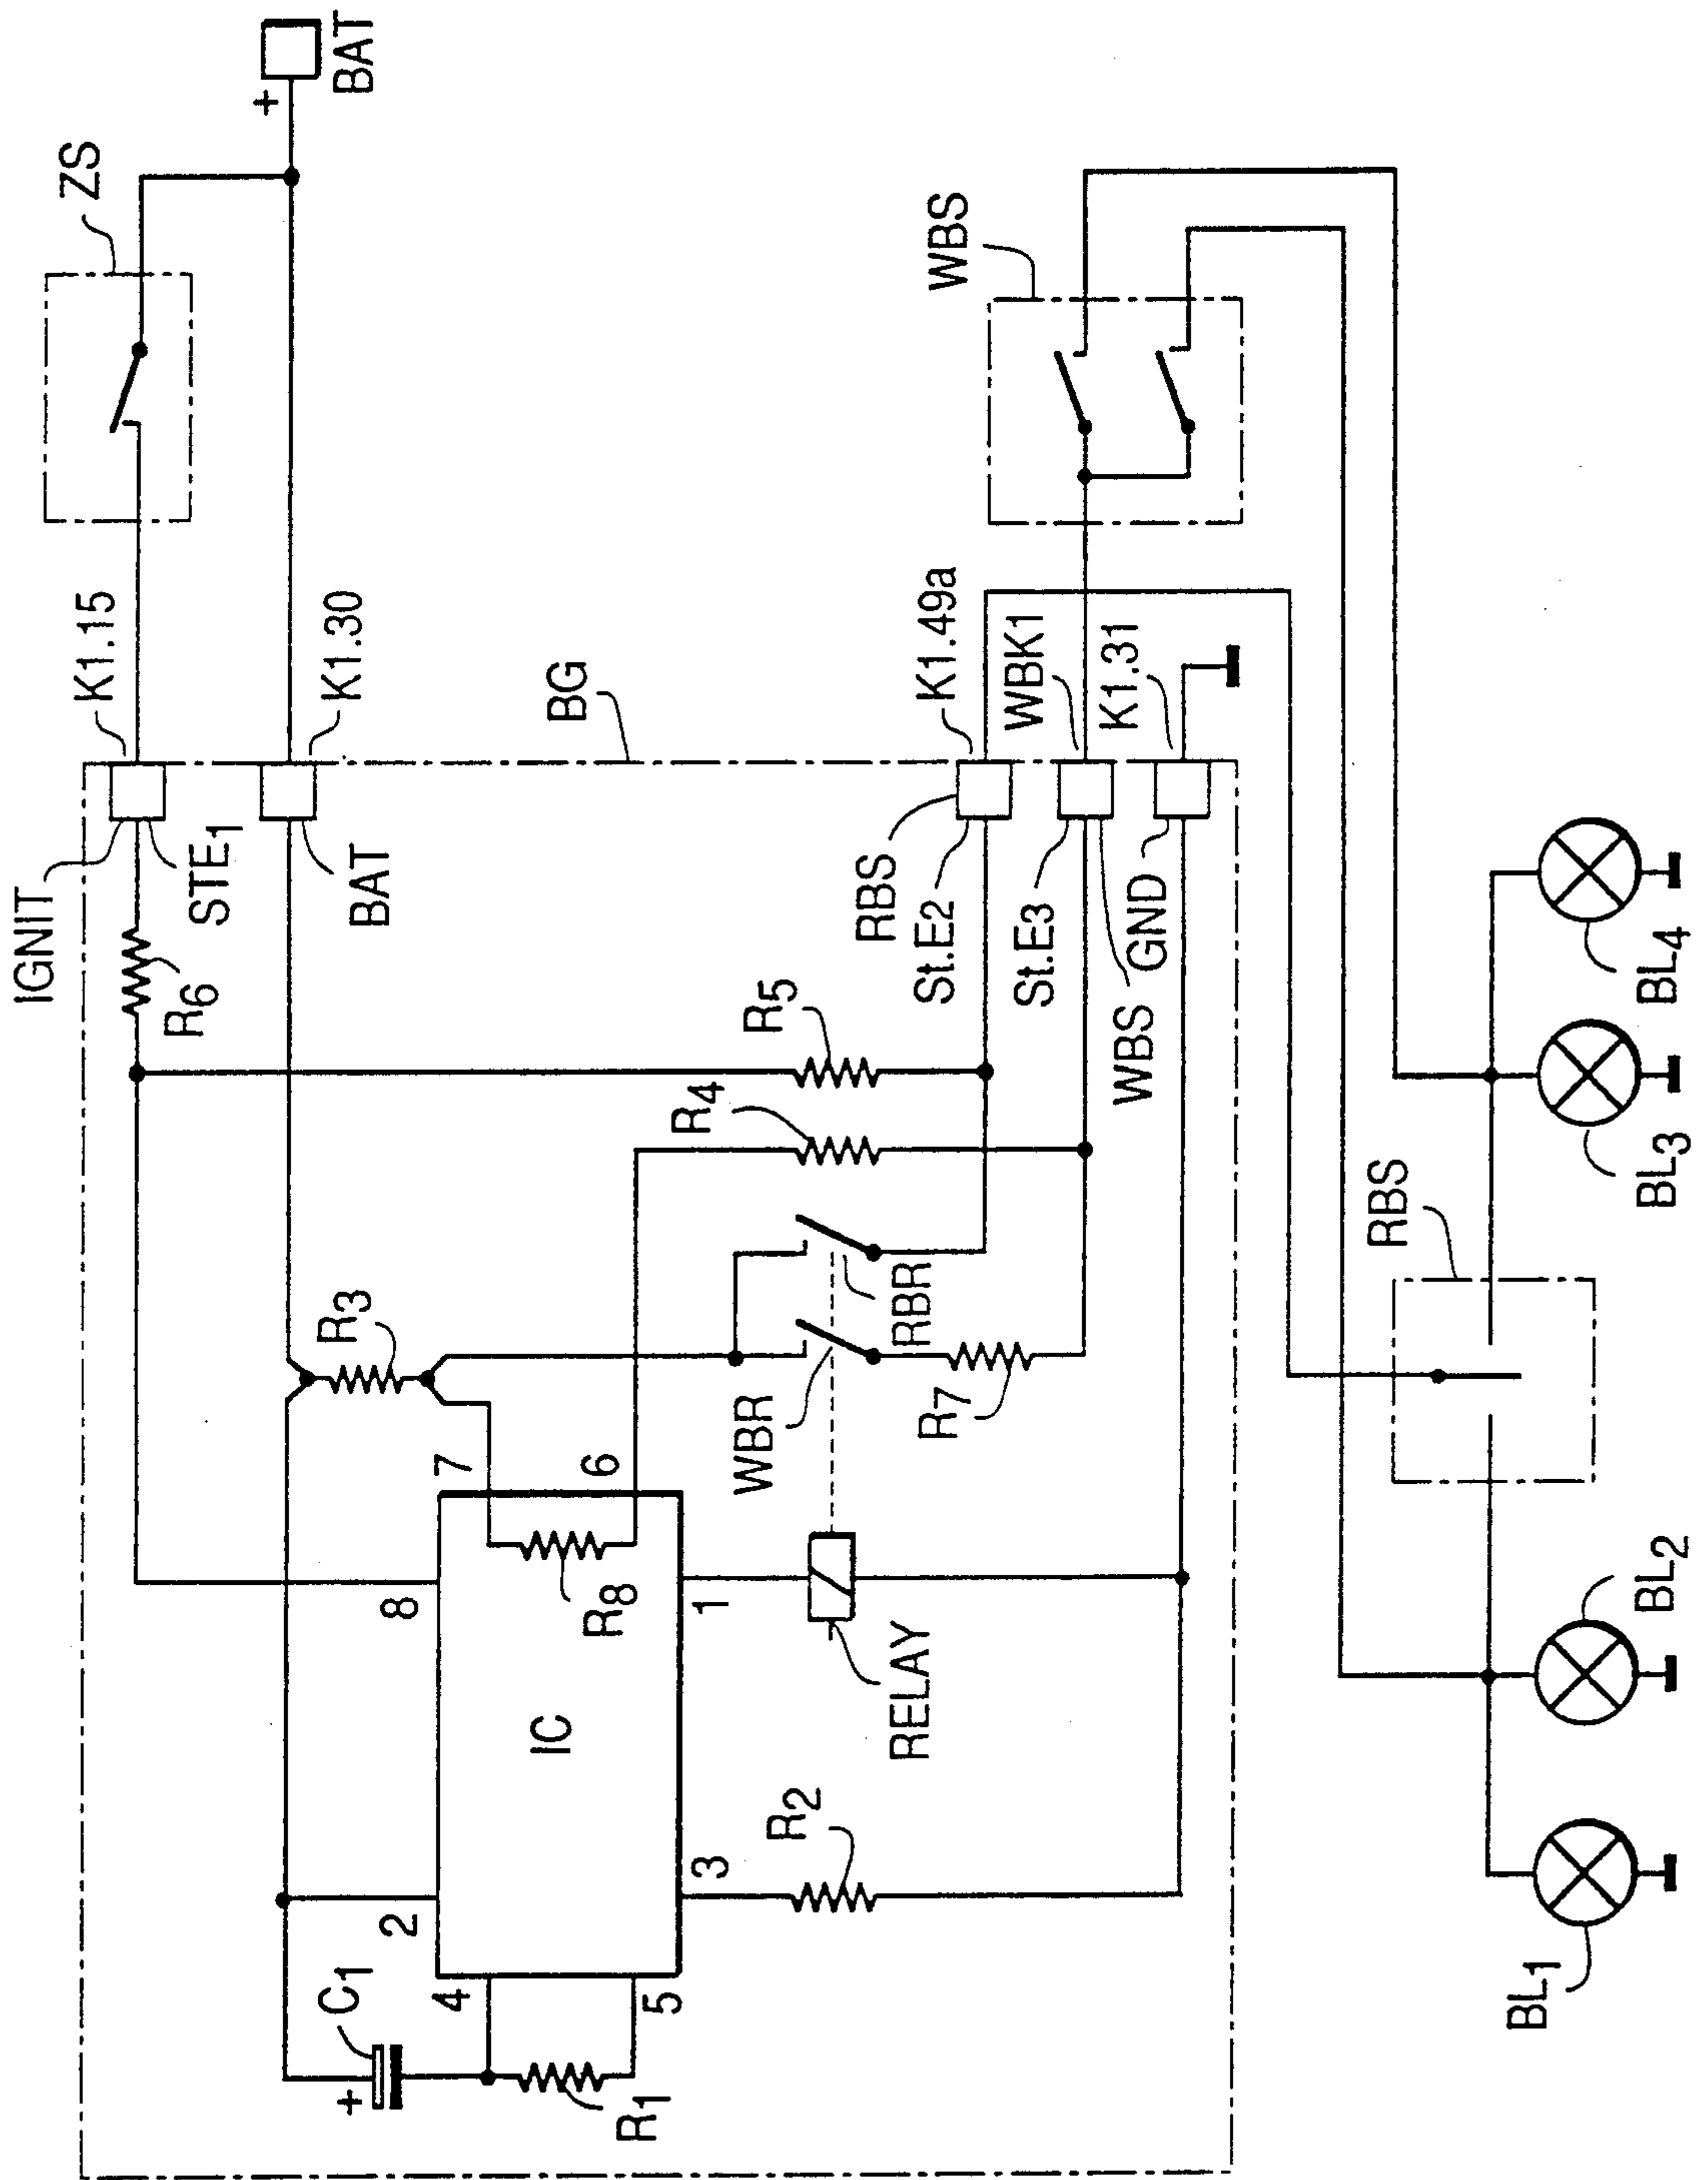 ZS
+
BAT
K1.15
K1.30
IGNIT
STE1
BAT
BG
R6
R3
R5
R4
C1
+
R1
4
5
2
8
7
6
R8
IC
3
1
R2
RELAY
WBR
RBR
R7
RBS
St.E2
St.E3
WBS
GND
K1.49a
WBK1
K1.31
WBS
RBS
BL1
BL2
BL3
BL4